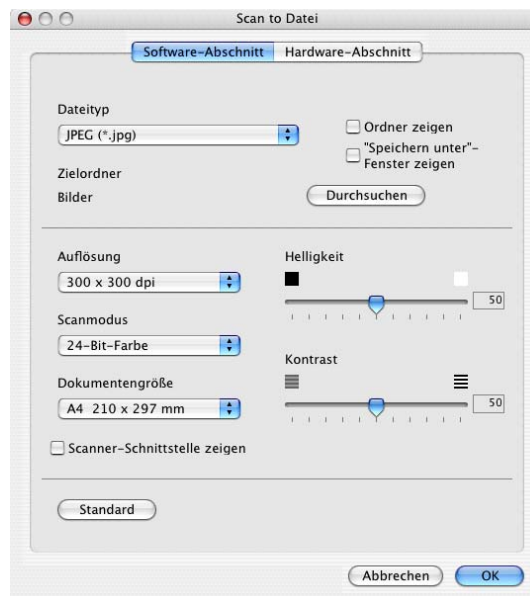 Scan to Datei
Software-Abschnitt Hardware-Abschnitt
Dateityp
JPEG (*.jpg)
Ordner zeigen
"Speichern unter"-
Fenster zeigen
Zielordner
Bilder
Durchsuchen
Auflösung
300 x 300 dpi
Scanmodus
24-Bit-Farbe
Dokumentengröße
A4 210 x 297 mm
Scanner-Schnittstelle zeigen
Helligkeit
50
Kontrast
50
Standard
Abbrechen OK